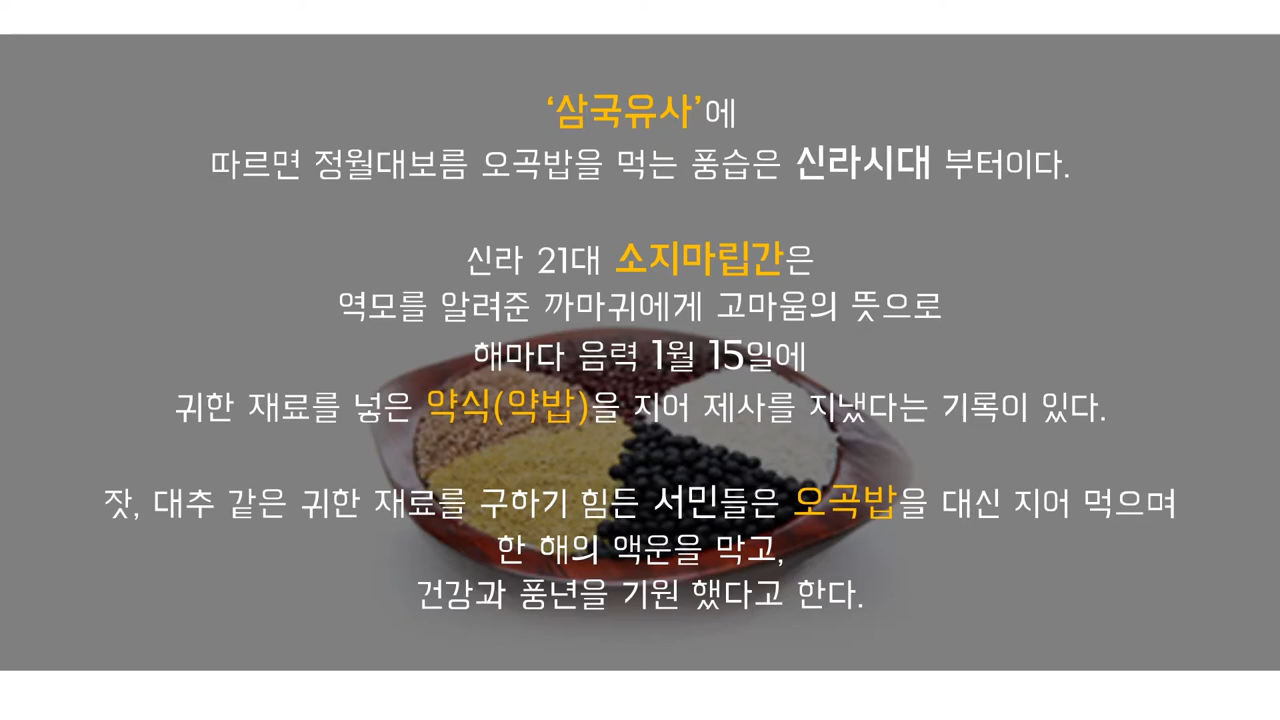 ‘삼국유사’에
따르면 정월대보름 오곡밥을 먹는 풍습은 신라시대 부터이다.
신라 21대 소지마립간은
역모를 알려준 까마귀에게 고마움의 뜻으로
해마다 음력 1월 15일에
귀한 재료를 넣은 약식(약밥)을 지어 제사를 지냈다는 기록이 있다.
잣, 대추 같은 귀한 재료를 구하기 힘든 서민들은 오곡밥을 대신 지어 먹으며
한 해의 액운을 막고,
건강과 풍년을 기원 했다고 한다.